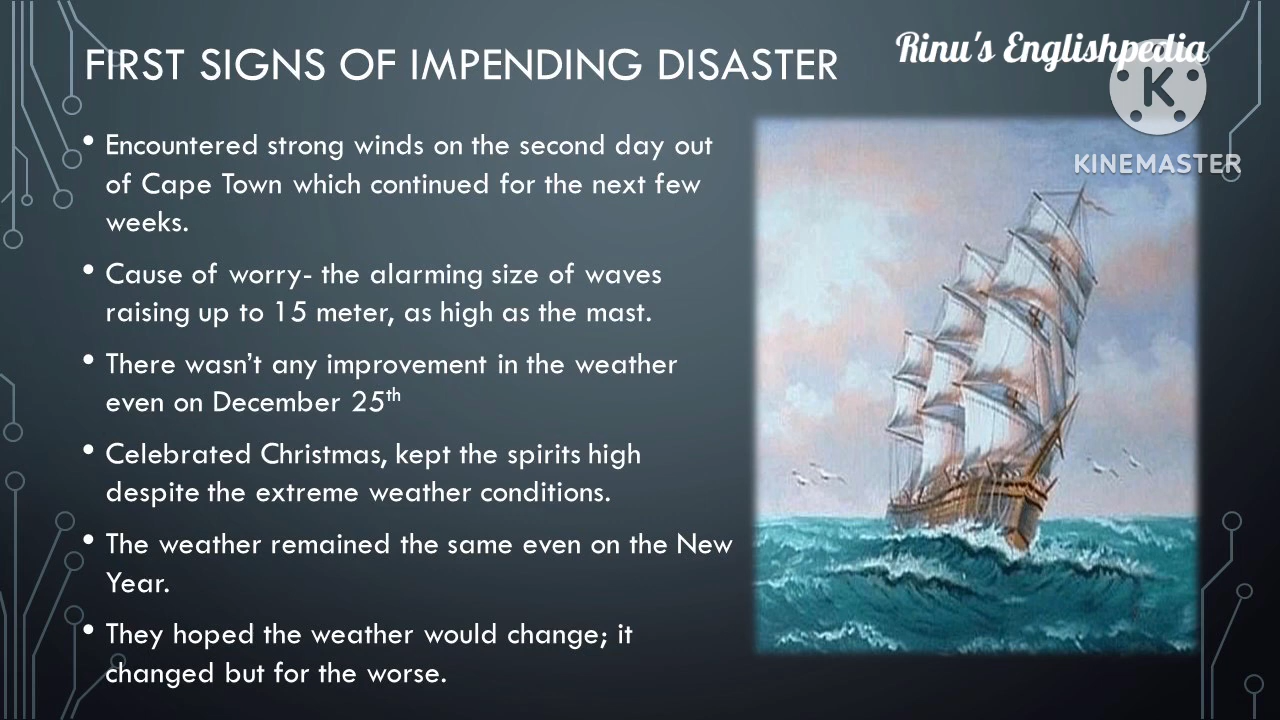 FIRST SIGNS OF IMPENDING DISASTER
Rinu's Englishpedia
K
KINEMASTER
• Encountered strong winds on the second day out
of Cape Town which continued for the next few
weeks.
• Cause of worry- the alarming size of waves
raising up to 15 meter, as high as the mast.
• There wasn't any improvement in the weather
even on December 25th
• Celebrated Christmas, kept the spirits high
despite the extreme weather conditions.
• The weather remained the same even on the New
Year.
• They hoped the weather would change; it
changed but for the worse.